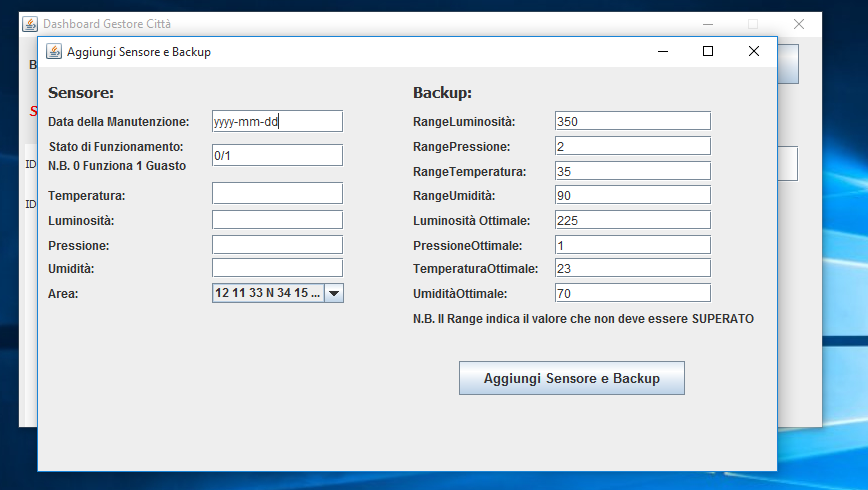 Dashboard Gestore Città
Aggiungi Sensore e Backup
B
S
ID
ID
Sensore:
Data della Manutenzione: yyyy-mm-dd
Stato di Funzionamento: 0/1
N.B. 0 Funziona 1 Guasto
Temperatura:
Luminosità:
Pressione:
Umidità:
Area: 12 11 33 N 34 15 ...
Backup:
RangeLuminosità: 350
RangePressione: 2
RangeTemperatura: 35
RangeUmidità: 90
Luminosità Ottimale: 225
PressioneOttimale: 1
TemperaturaOttimale: 23
UmiditàOttimale: 70
N.B. Il Range indica il valore che non deve essere SUPERATO
Aggiungi Sensore e Backup